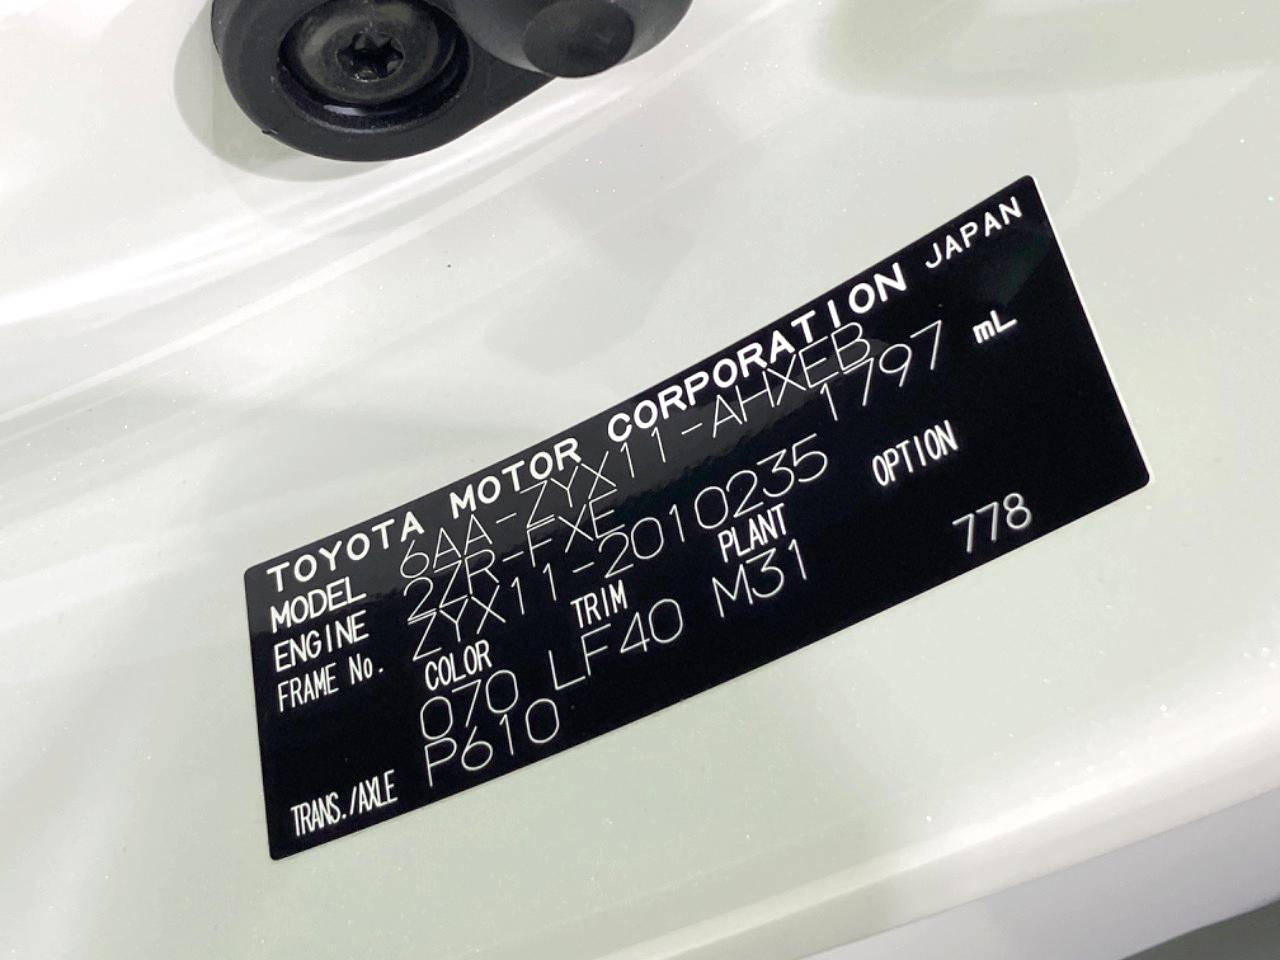 TOYOTA MOTOR CORPORATION JAPAN
MODEL 6AA-ZYX11-AHXEB
ENGINE 2ZR-FXE 1797 mL
FRAME No. ZYX11-2010235
COLOR TRIM PLANT OPTION
070 LF40 M31 778
TRANS./AXLE P610